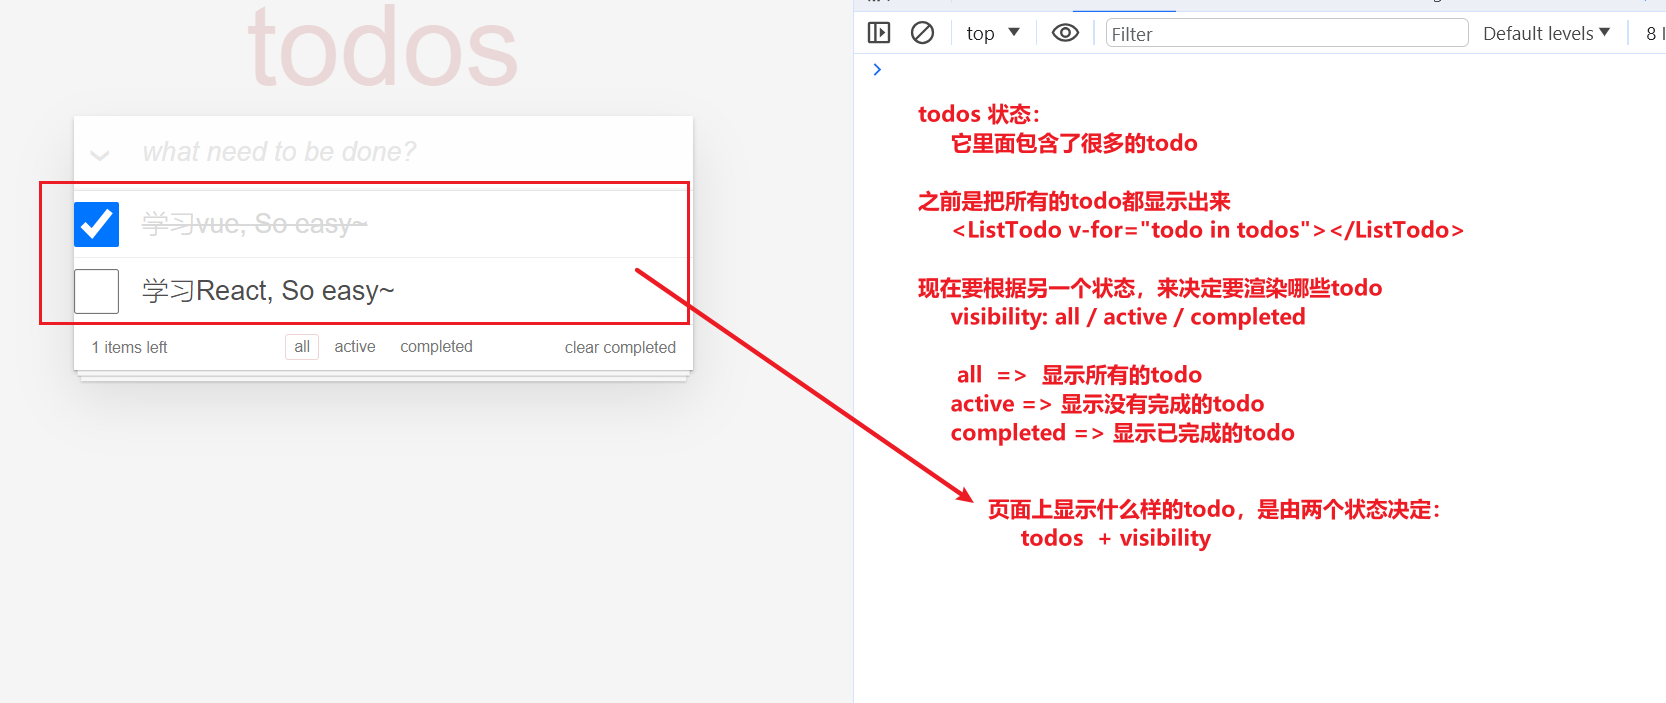 todos
what need to be done?
学习vue, So easy~
学习React, So easy~
1 items left
all
active
completed
clear completed
top
Filter
Default levels
8
todos 状态：
它里面包含了很多的todo
之前是把所有的todo都显示出来
<ListTodo v-for="todo in todos"></ListTodo>
现在要根据另一个状态，来决定要渲染哪些todo
visibility: all / active / completed
all => 显示所有的todo
active => 显示没有完成的todo
completed => 显示已完成的todo
页面上显示什么样的todo，是由两个状态决定：
todos + visibility